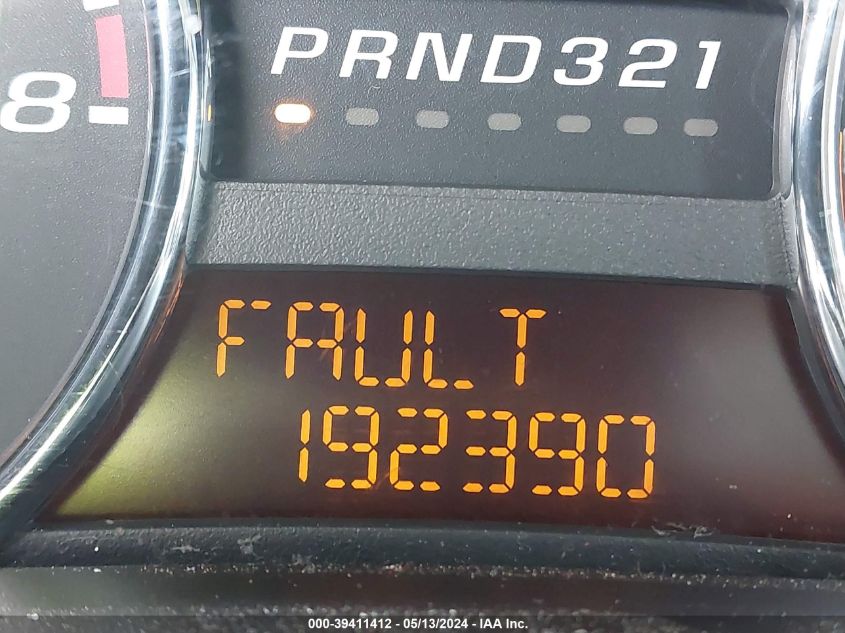 PRND321
8
FAULT
192390
000-39411412 - 05/13/2024 - IAA Inc.